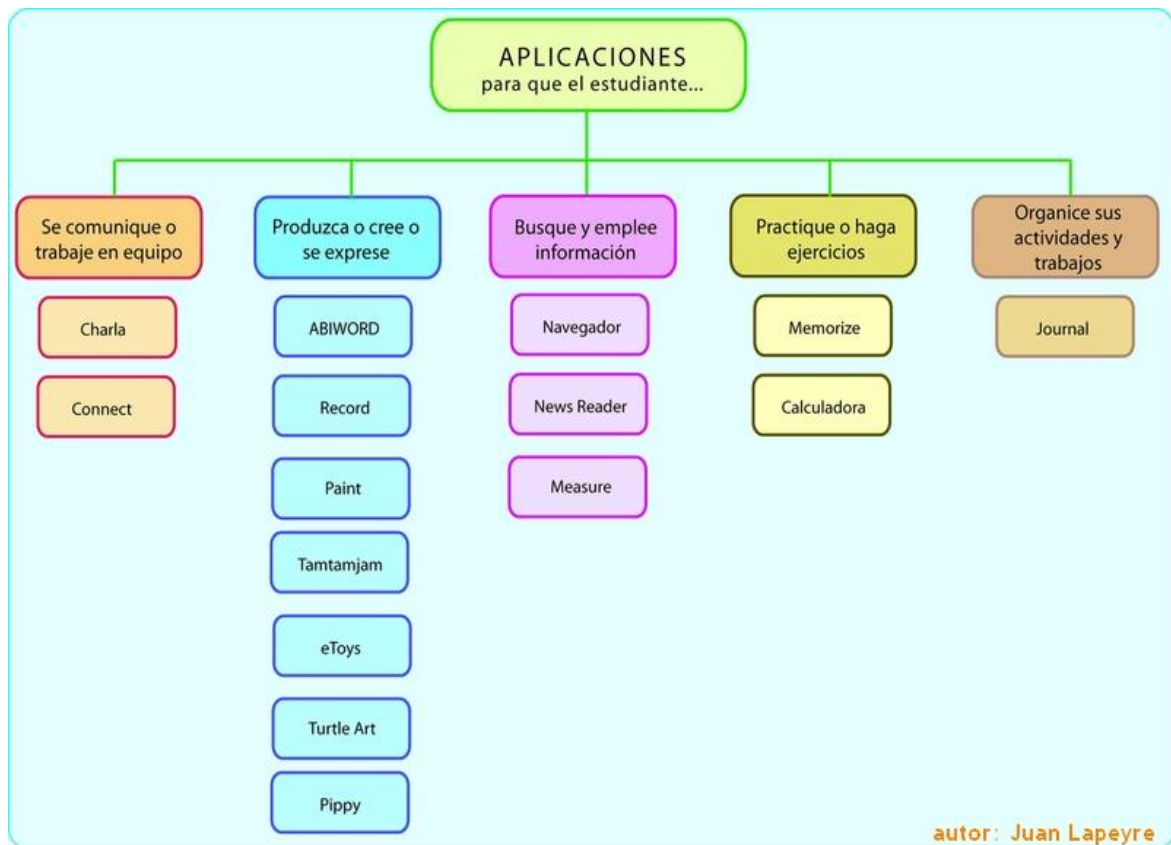 APLICACIONES
para que el estudiante...
Se comunique o
trabaje en equipo
Charla
Connect
Produzca o cree o
se exprese
ABIWORD
Record
Paint
Tamtamjam
eToys
Turtle Art
Pippy
Busque y emplee
información
Navegador
News Reader
Measure
Practique o haga
ejercicios
Memorize
Calculadora
Organice sus
actividades y
trabajos
Journal
autor: Juan Lapeyre